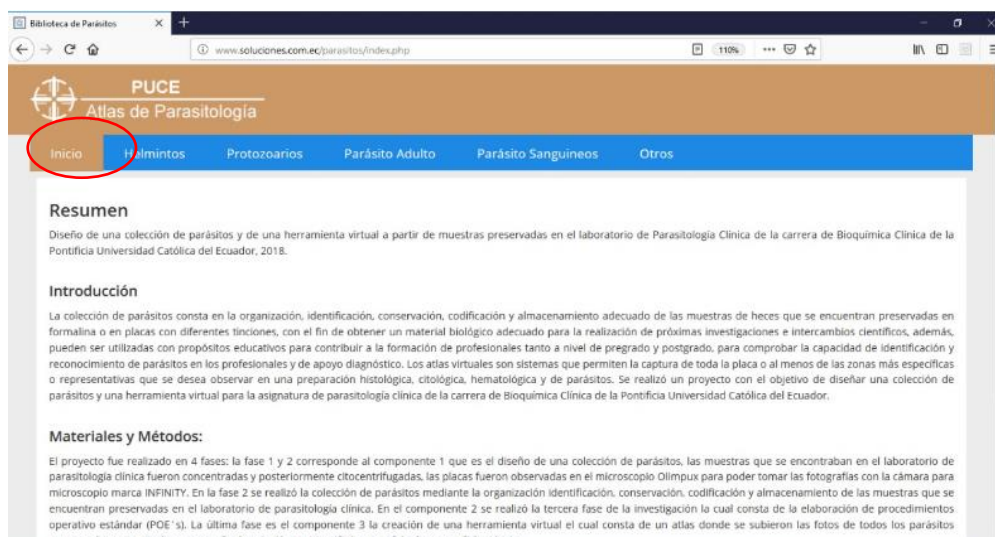 Biblioteca de Parásitos
www.soluciones.com.ec/parasitos/index.php
110%
PUCE
Atlas de Parasitología
Inicio Helmintos Protozoarios Parásito Adulto Parásito Sanguineos Otros
Resumen
Diseño de una colección de parásitos y de una herramienta virtual a partir de muestras preservadas en el laboratorio de Parasitología Clínica de la carrera de Bioquímica Clínica de la
Pontificia Universidad Católica del Ecuador, 2018.
Introducción
La colección de parásitos consta en la organización, identificación, conservación, codificación y almacenamiento adecuado de las muestras de heces que se encuentran preservadas en
formalina o en placas con diferentes tinciones, con el fin de obtener un material biológico adecuado para la realización de próximas investigaciones e intercambios científicos, además,
pueden ser utilizadas con propósitos educativos para contribuir a la formación de profesionales tanto a nivel de pregrado y postgrado, para comprobar la capacidad de identificación y
reconocimiento de parásitos en los profesionales y de apoyo diagnóstico. Los atlas virtuales son sistemas que permiten la captura de toda la placa o al menos de las zonas más específicas
o representativas que se desea observar en una preparación histológica, citológica, hematológica y de parásitos. Se realizó un proyecto con el objetivo de diseñar una colección de
parásitos y una herramienta virtual para la asignatura de parasitología clínica de la carrera de Bioquímica Clínica de la Pontificia Universidad Católica del Ecuador.
Materiales y Métodos:
El proyecto fue realizado en 4 fases: la fase 1 y 2 corresponde al componente 1 que es el diseño de una colección de parásitos, las muestras que se encontraban en el laboratorio de
parasitología clínica fueron concentradas y posteriormente citocentrifugadas, las placas fueron observadas en el microscopio Olimpux para poder tomar las fotografías con la cámara para
microscopio marca INFINITY. En la fase 2 se realizó la colección de parásitos mediante la organización identificación, conservación, codificación y almacenamiento de las muestras que se
encuentran preservadas en el laboratorio de parasitología clínica. En el componente 2 se realizó la tercera fase de la investigación la cual consta de la elaboración de procedimientos
operativo estándar (POE´s). La última fase es el componente 3 la creación de una herramienta virtual el cual consta de un atlas donde se subieron las fotos de todos los parásitos